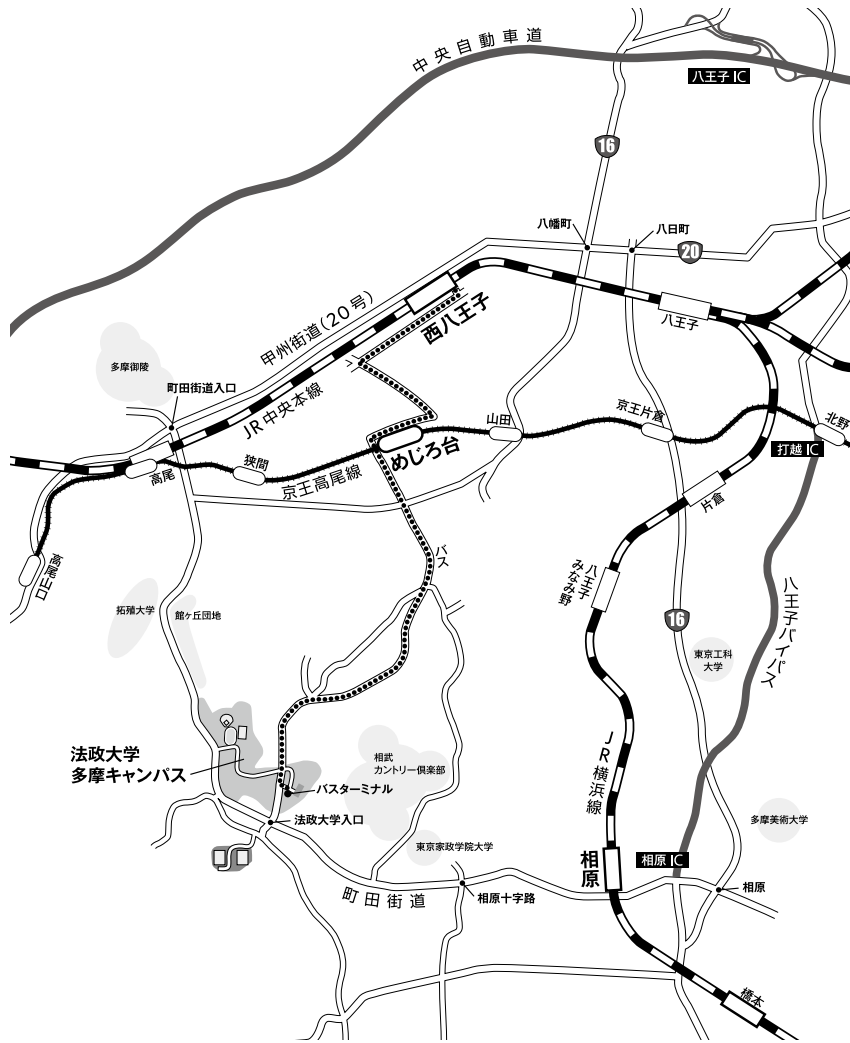 中央自動車道
八王子 IC
16
八幡町
八日町
20
甲州街道(20号)
西八王子
八王子
多摩御陵
町田街道入口
JR中央本線
山田
京王片倉
北野
めじろ台
打越 IC
高尾
狭間
京王高尾線
片倉
高尾山口
バス
八王子
みなみ野
拓殖大学
館ヶ丘団地
16
八王子バイパス
東京工科
大学
法政大学
多摩キャンパス
相武
カントリー倶楽部
JR横浜線
バスターミナル
法政大学入口
多摩美術大学
東京家政学院大学
相原
相原 IC
町田街道
相原十字路
相原
橋本